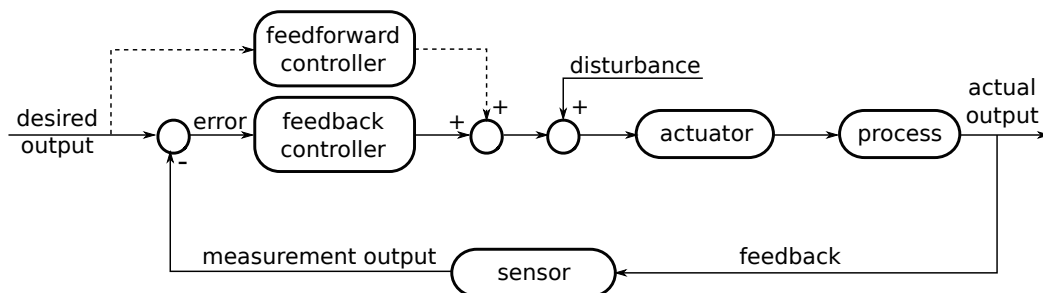 feedforward
controller
disturbance
desired
output
error
feedback
controller
+
+
+
actuator
process
actual
output
-
measurement output
sensor
feedback